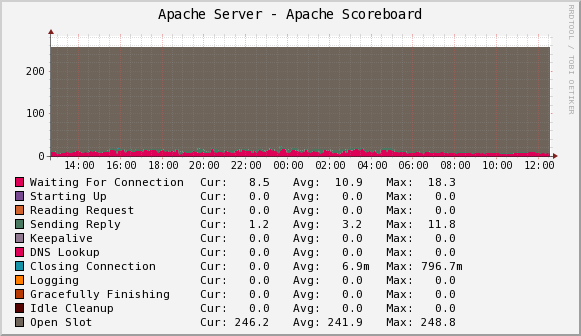 Apache Server - Apache Scoreboard
RRDTOOL / TOBI OETIKER
200
100
0
14:00 16:00 18:00 20:00 22:00 00:00 02:00 04:00 06:00 08:00 10:00 12:00
Waiting For Connection Cur: 8.5 Avg: 10.9 Max: 18.3
Starting Up Cur: 0.0 Avg: 0.0 Max: 0.0
Reading Request Cur: 0.0 Avg: 0.0 Max: 0.0
Sending Reply Cur: 1.2 Avg: 3.2 Max: 11.8
Keepalive Cur: 0.0 Avg: 0.0 Max: 0.0
DNS Lookup Cur: 0.0 Avg: 0.0 Max: 0.0
Closing Connection Cur: 0.0 Avg: 6.9m Max: 796.7m
Logging Cur: 0.0 Avg: 0.0 Max: 0.0
Gracefully Finishing Cur: 0.0 Avg: 0.0 Max: 0.0
Idle Cleanup Cur: 0.0 Avg: 0.0 Max: 0.0
Open Slot Cur: 246.2 Avg: 241.9 Max: 248.8